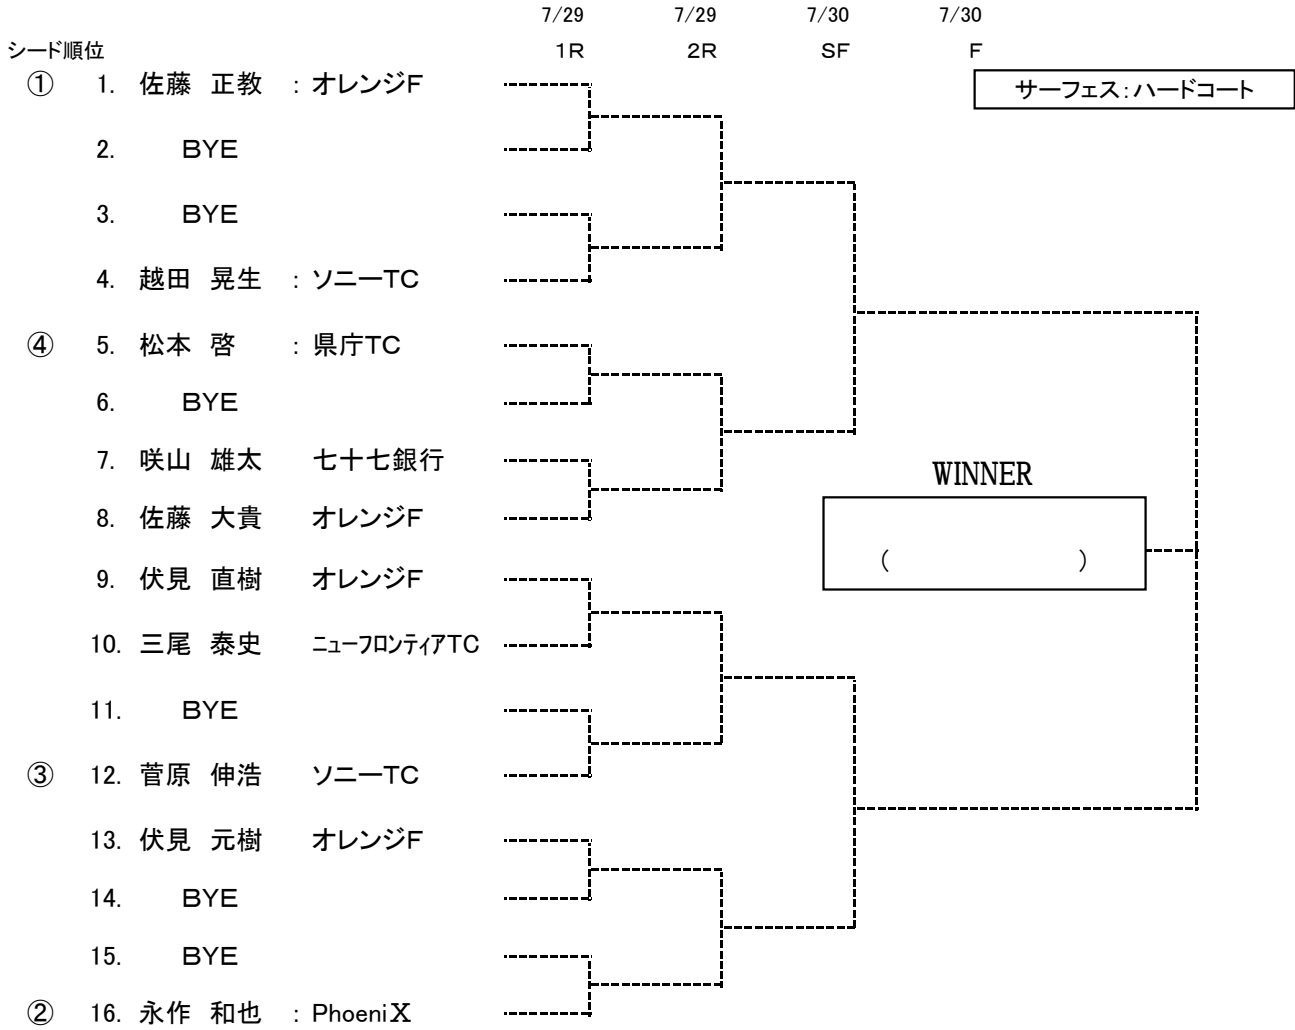 7/29 7/29 7/30 7/30
シード順位 1R 2R SF F
① 1. 佐藤 正教 : オレンジF サーフェス:ハードコート
2. BYE
3. BYE
4. 越田 晃生 : ソニーTC
④ 5. 松本 啓 : 県庁TC
6. BYE
7. 咲山 雄太 七十七銀行
WINNER
8. 佐藤 大貴 オレンジF
( )
9. 伏見 直樹 オレンジF
10. 三尾 泰史 ニューフロンティアTC
11. BYE
③ 12. 菅原 伸浩 ソニーTC
13. 伏見 元樹 オレンジF
14. BYE
15. BYE
② 16. 永作 和也 : PhoeniX